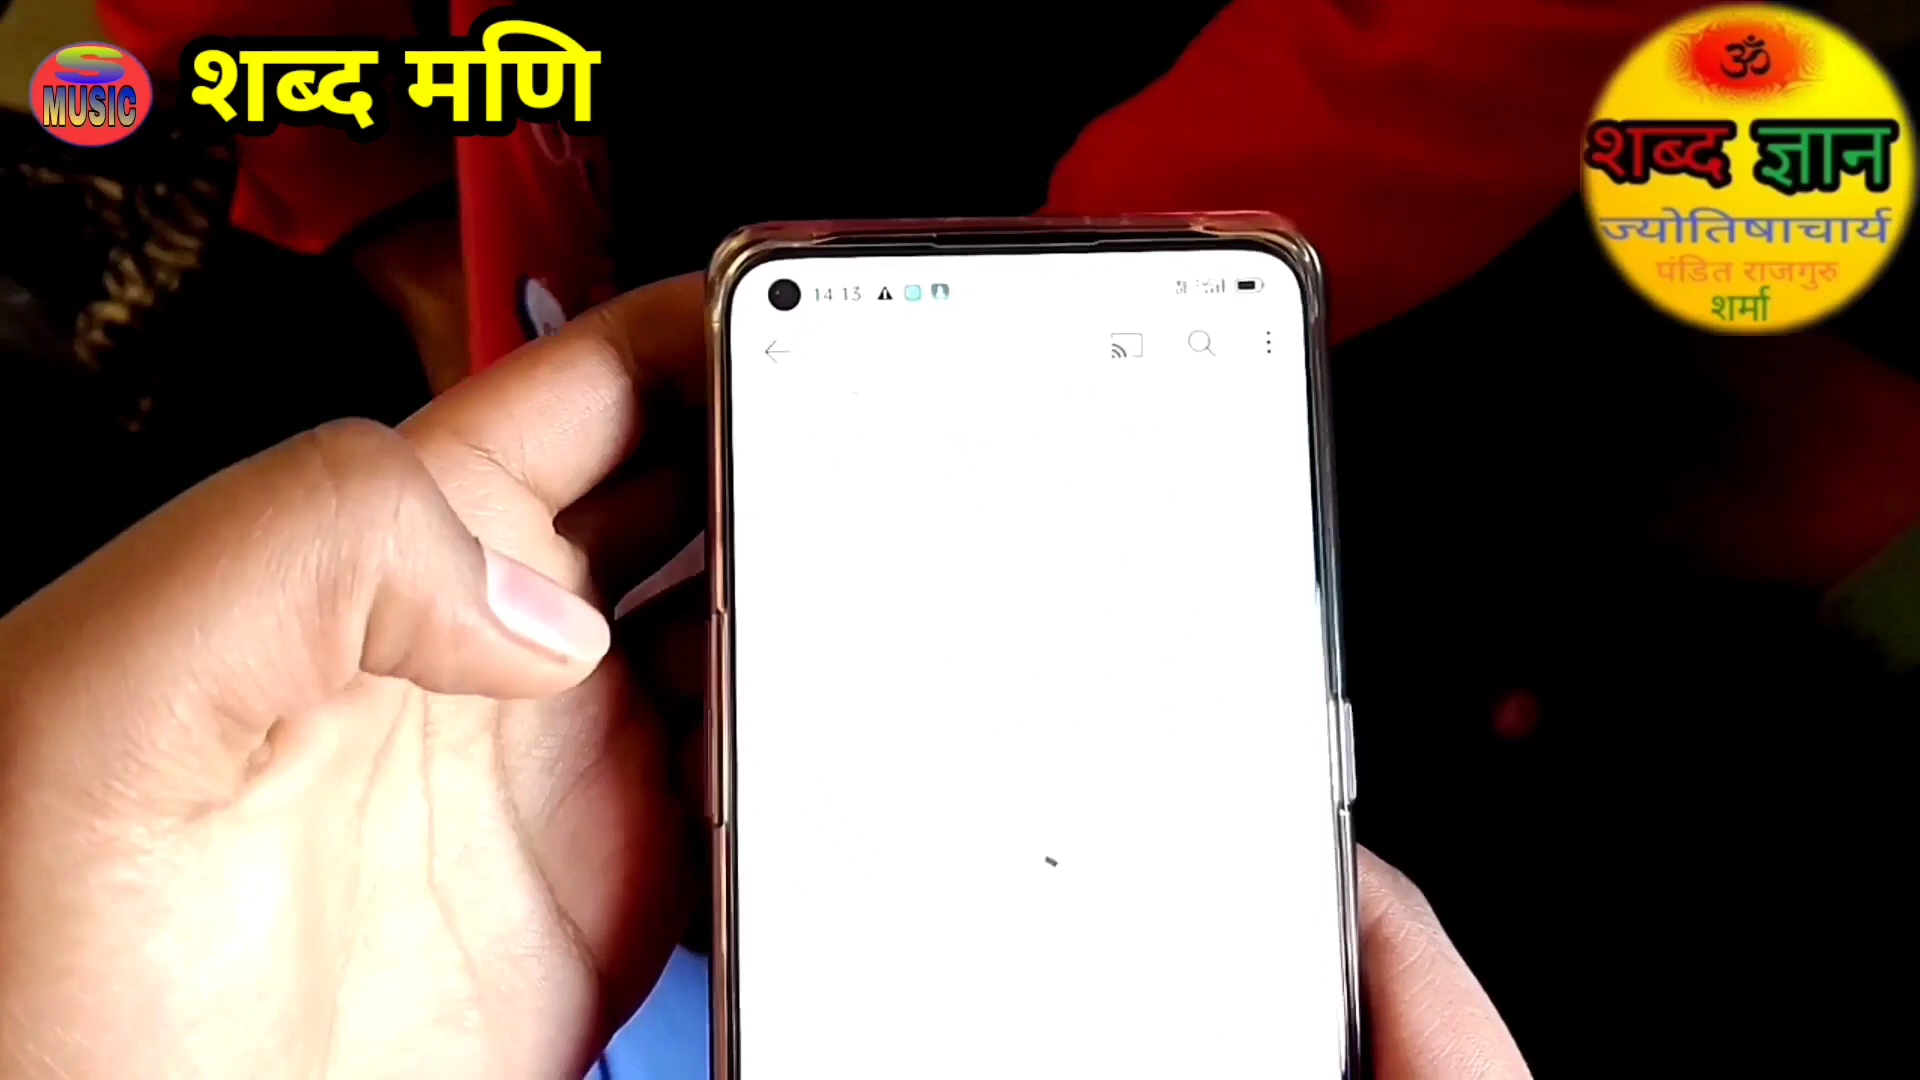 S
MUSIC
शब्द मणि
ॐ
शब्द ज्ञान
ज्योतिषाचार्य
पंडित राजगुरु
शर्मा
14 13